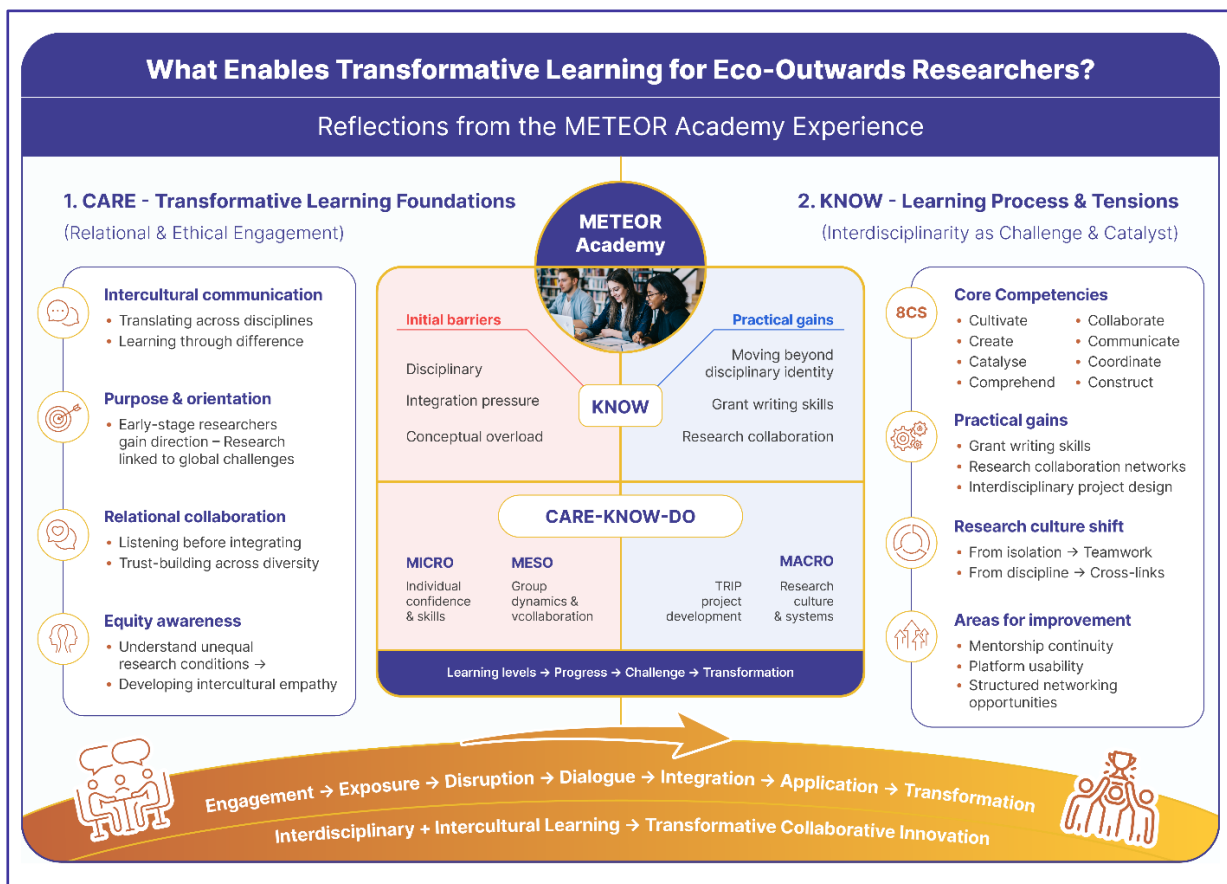 What Enables Transformative Learning for Eco-Outwards Researchers?
Reflections from the METEOR Academy Experience
1. CARE - Transformative Learning Foundations
(Relational & Ethical Engagement)
Intercultural communication
• Translating across disciplines
• Learning through difference
Purpose & orientation
• Early-stage researchers
gain direction – Research
linked to global challenges
Relational collaboration
• Listening before integrating
• Trust-building across diversity
Equity awareness
• Understand unequal
research conditions →
• Developing intercultural empathy
METEOR
Academy
Initial barriers
Disciplinary
Integration pressure
Conceptual overload
KNOW
Practical gains
Moving beyond
disciplinary identity
Grant writing skills
Research collaboration
CARE-KNOW-DO
MICRO
Individual
confidence
& skills
MESO
Group
dynamics &
vcollaboration
TRIP
project
development
MACRO
Research
culture
& systems
Learning levels → Progress → Challenge → Transformation
2. KNOW - Learning Process & Tensions
(Interdisciplinarity as Challenge & Catalyst)
8CS
Core Competencies
• Cultivate
• Create
• Catalyse
• Comprehend
• Collaborate
• Communicate
• Coordinate
• Construct
Practical gains
• Grant writing skills
• Research collaboration networks
• Interdisciplinary project design
Research culture shift
• From isolation → Teamwork
• From discipline → Cross-links
Areas for improvement
• Mentorship continuity
• Platform usability
• Structured networking
opportunities
Engagement → Exposure → Disruption → Dialogue → Integration → Application → Transformation
Interdisciplinary + Intercultural Learning → Transformative Collaborative Innovation